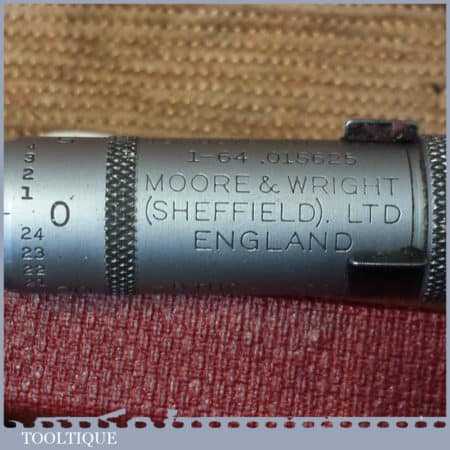 1-64 .015625
MOORE & WRIGHT
(SHEFFIELD). LTD
ENGLAND
3
2
1
0
24
23
22
TOOLTIQUE